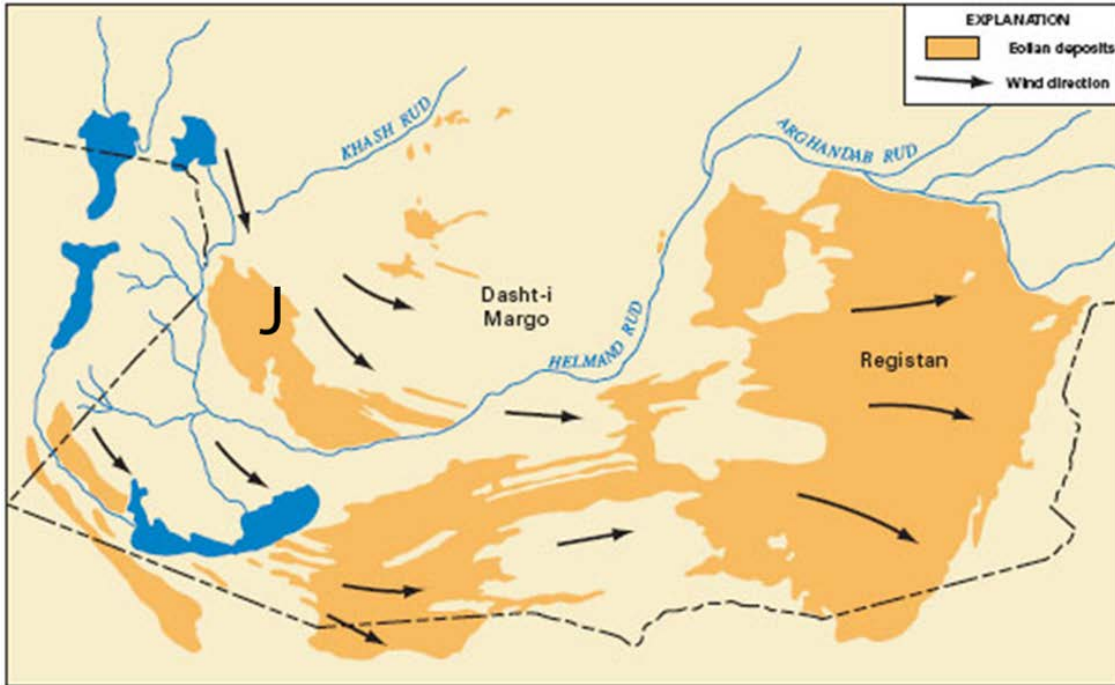 EXPLANATION
Eolian deposits
Wind direction
KHASH RUD
ARGHANDAB RUD
J
Dasht-i
Margo
HELMAND RUD
Registan